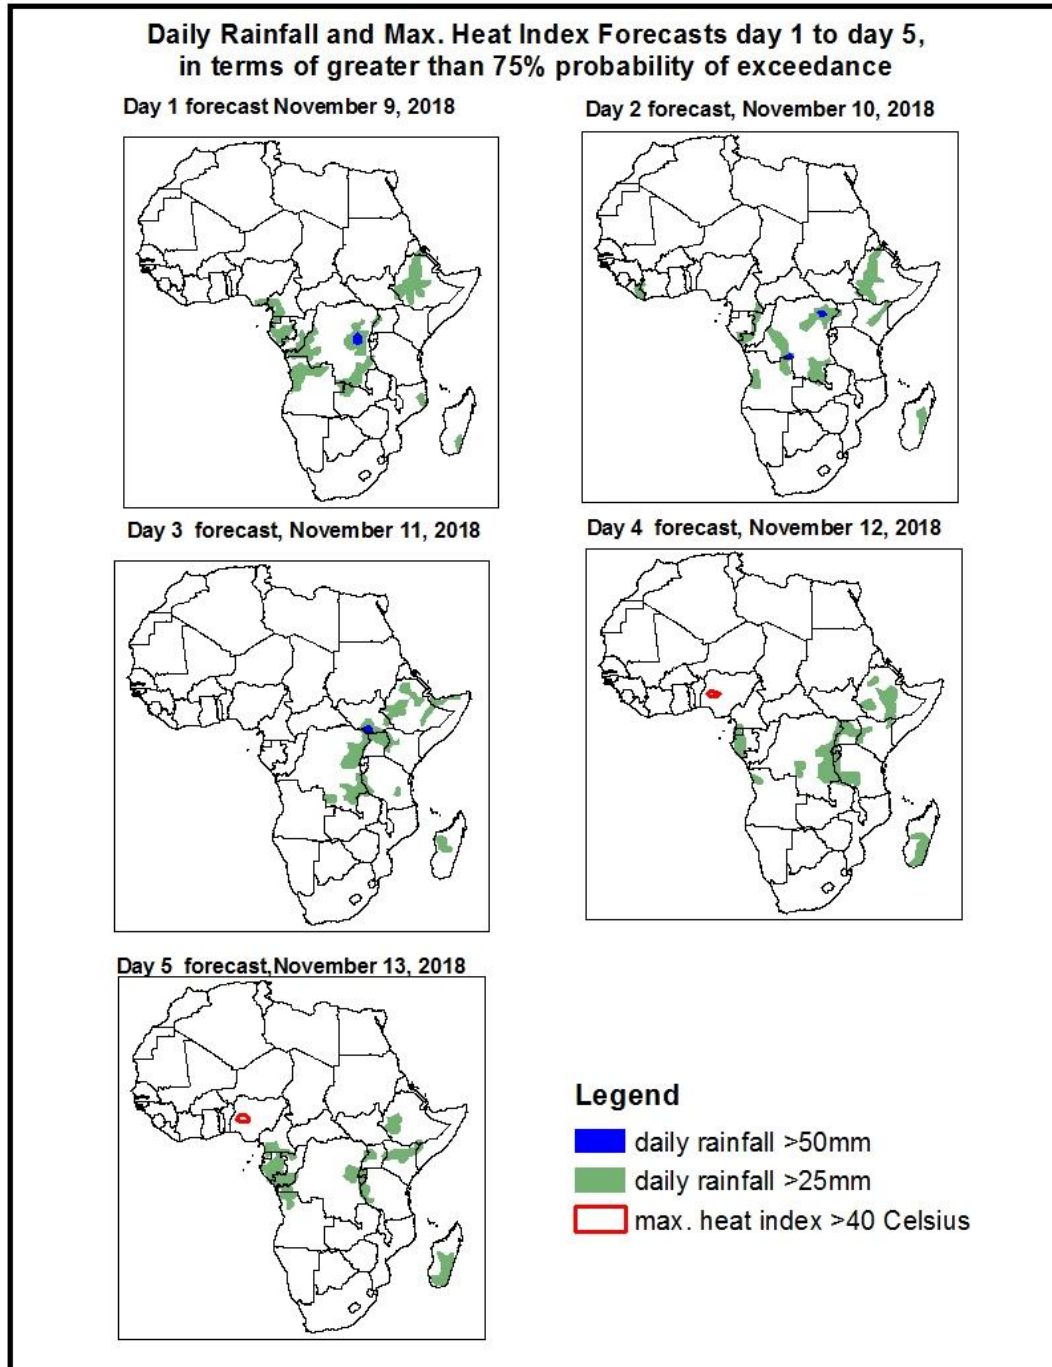 Daily Rainfall and Max. Heat Index Forecasts day 1 to day 5,
in terms of greater than 75% probability of exceedance
Day 1 forecast November 9, 2018
Day 2 forecast, November 10, 2018
Day 3 forecast, November 11, 2018
Day 4 forecast, November 12, 2018
Day 5 forecast,November 13, 2018
Legend
daily rainfall >50mm
daily rainfall >25mm
max. heat index >40 Celsius